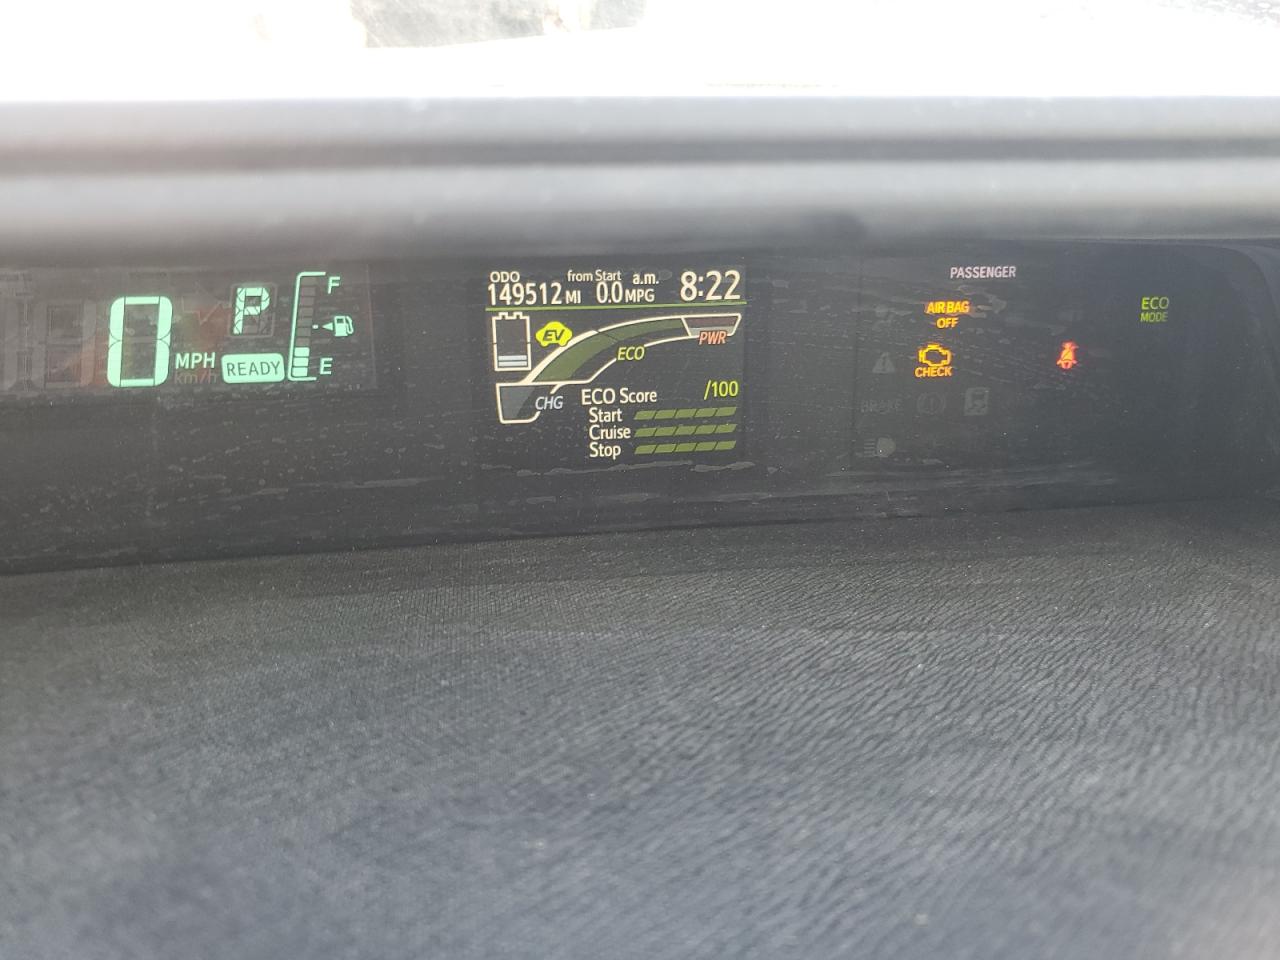 0 MPH
km/h
P
READY
F
E
ODO
149512 MI
from Start
0.0 MPG
a.m.
8:22
EV
ECO
PWR
CHG
ECO Score /100
Start
Cruise
Stop
PASSENGER
AIR BAG
OFF
CHECK
BRAKE
ECO
MODE